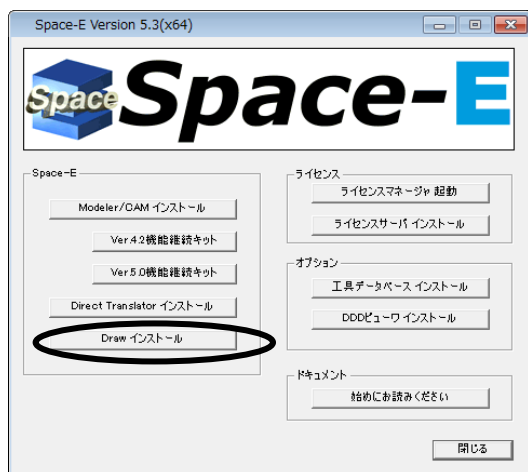 Space-E Version 5.3(x64)
Space
Space-E
Space-E
Modeler/CAM インストール
Ver.4.2機能継続キット
Ver.5.0機能継続キット
Direct Translator インストール
Draw インストール
ライセンス
ライセンスマネージャ 起動
ライセンスサーバ インストール
オプション
工具データベース インストール
DDDビューワ インストール
ドキュメント
始めにお読みください
閉じる